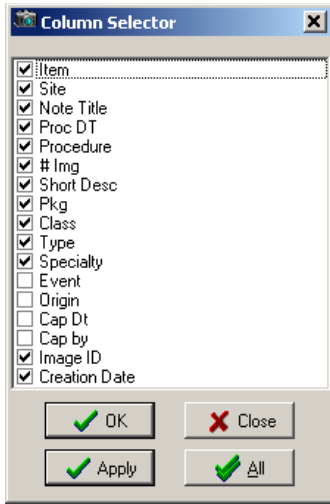 Column Selector
Item
Site
Note Title
Proc DT
Procedure
# Img
Short Desc
Pkg
Class
Type
Specialty
Event
Origin
Cap Dt
Cap by
Image ID
Creation Date
OK Close
Apply All